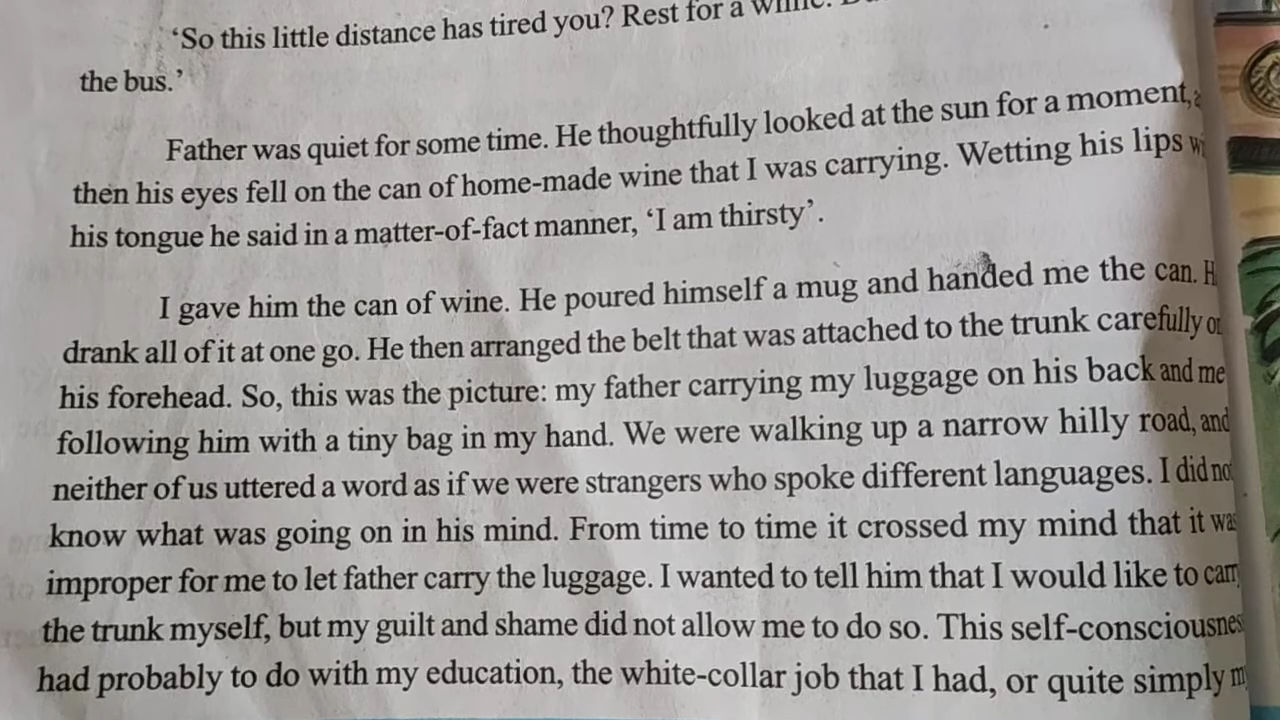 ‘So this little distance has tired you? Rest for a
the bus.’
Father was quiet for some time. He thoughtfully looked at the sun for a moment,
then his eyes fell on the can of home-made wine that I was carrying. Wetting his lips
his tongue he said in a matter-of-fact manner, ‘I am thirsty’.
I gave him the can of wine. He poured himself a mug and handed me the can.
drank all of it at one go. He then arranged the belt that was attached to the trunk carefully
his forehead. So, this was the picture: my father carrying my luggage on his back and me
following him with a tiny bag in my hand. We were walking up a narrow hilly road, and
neither of us uttered a word as if we were strangers who spoke different languages. I did
know what was going on in his mind. From time to time it crossed my mind that it
improper for me to let father carry the luggage. I wanted to tell him that I would like to
the trunk myself, but my guilt and shame did not allow me to do so. This
had probably to do with my education, the white-collar job that I had, or quite simply